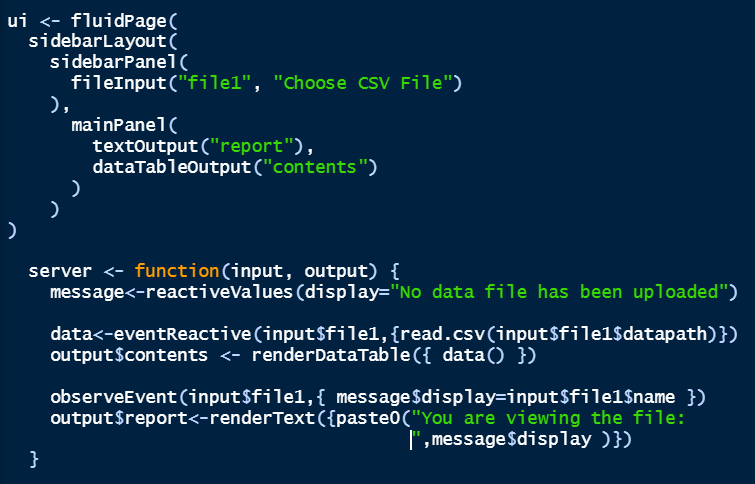 ui <- fluidPage(
  sidebarLayout(
    sidebarPanel(
      fileInput("file1", "Choose CSV File")
    ),
      mainPanel(
        textOutput("report"),
        dataTableOutput("contents")
      )
    )
)
  server <- function(input, output) {
    message<-reactiveValues(display="No data file has been uploaded")
    data<-eventReactive(input$file1,{read.csv(input$file1$datapath)})
    output$contents <- renderDataTable({ data() })
    observeEvent(input$file1,{ message$display=input$file1$name })
    output$report<-renderText({paste0("You are viewing the file:
                                      ",message$display )})
  }